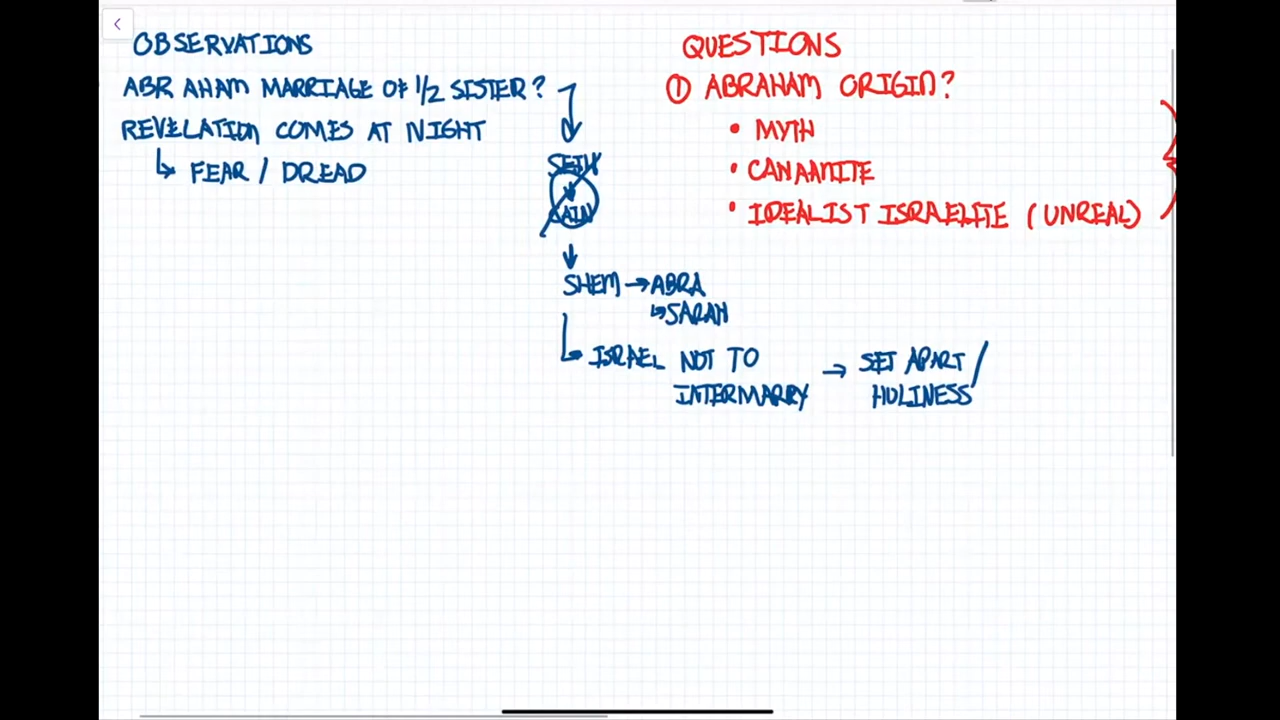 OBSERVATIONS
ABRAHAM MARRIAGE OF 1/2 SISTER?
REVELATION COMES AT NIGHT
FEAR / DREAD
SETH
CAIN
SHEM → ABRA
SARAH
ISRAEL NOT TO
INTERMARRY
→ SET APART /
HOLINESS
QUESTIONS
① ABRAHAM ORIGIN?
• MYTH
• CANAANITE
• IDEALIST ISRAELITE (UNREAL)